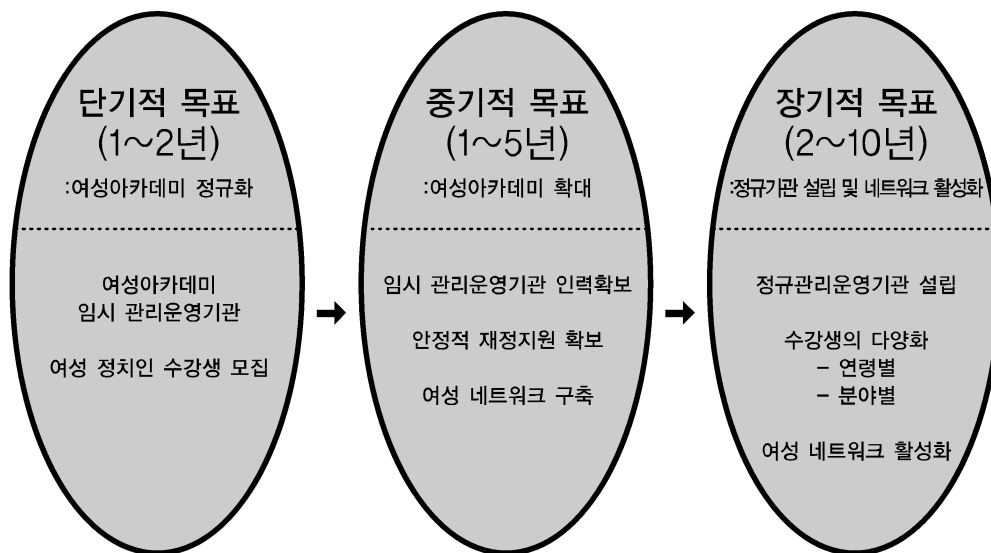 단기적 목표
(1～2년)
:여성아카데미 정규화
여성아카데미
임시 관리운영기관
여성 정치인 수강생 모집
중기적 목표
(1～5년)
:여성아카데미 확대
임시 관리운영기관 인력확보
안정적 재정지원 확보
여성 네트워크 구축
장기적 목표
(2～10년)
:정규기관 설립 및 네트워크 활성화
정규관리운영기관 설립
수강생의 다양화
– 연령별
– 분야별
여성 네트워크 활성화